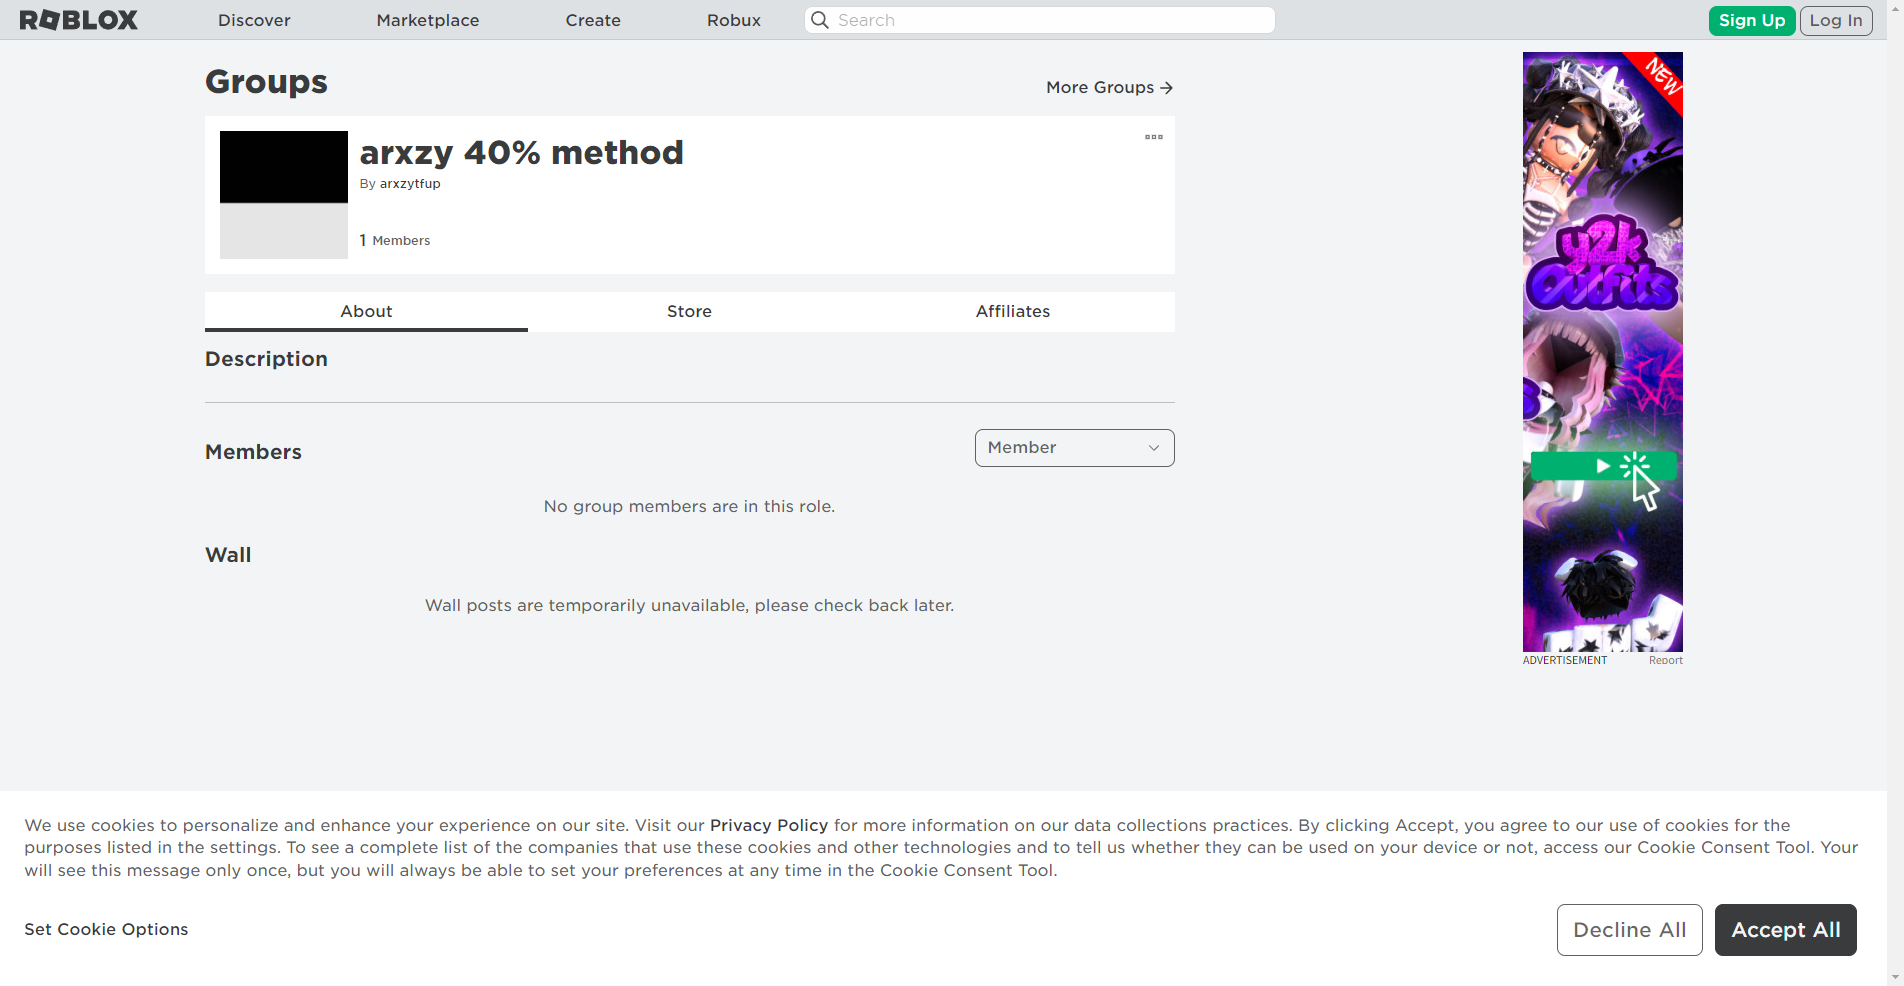 ROBLOX Discover Marketplace Create Robux Search Sign Up Log In
Groups
More Groups
arxzy 40% method
By arxzytfup
1 Members
About Store Affiliates
Description
Members
Member
No group members are in this role.
Wall
Wall posts are temporarily unavailable, please check back later.
NEW
y2k
Outfits
ADVERTISEMENT Report
We use cookies to personalize and enhance your experience on our site. Visit our Privacy Policy for more information on our data collections practices. By clicking Accept, you agree to our use of cookies for the
purposes listed in the settings. To see a complete list of the companies that use these cookies and other technologies and to tell us whether they can be used on your device or not, access our Cookie Consent Tool. Your
will see this message only once, but you will always be able to set your preferences at any time in the Cookie Consent Tool.
Set Cookie Options
Decline All
Accept All